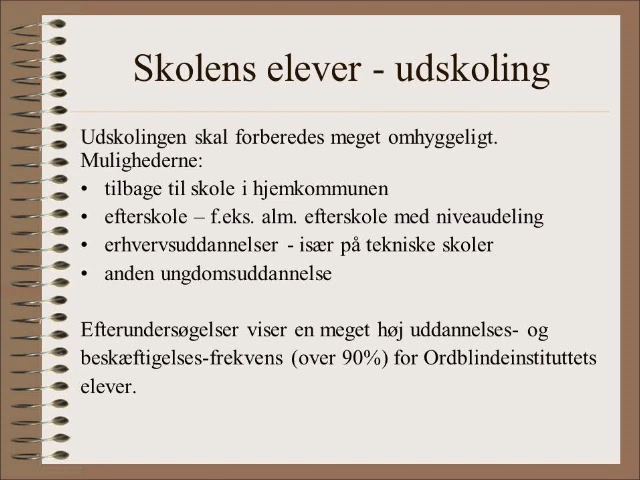 Skolens elever - udskoling
Udskolingen skal forberedes meget omhyggeligt.
Mulighederne:
• tilbage til skole i hjemkommunen
• efterskole – f.eks. alm. efterskole med niveaudeling
• erhvervsuddannelser - især på tekniske skoler
• anden ungdomsuddannelse
Efterundersøgelser viser en meget høj uddannelses- og
beskæftigelses-frekvens (over 90%) for Ordblindeinstituttets
elever.